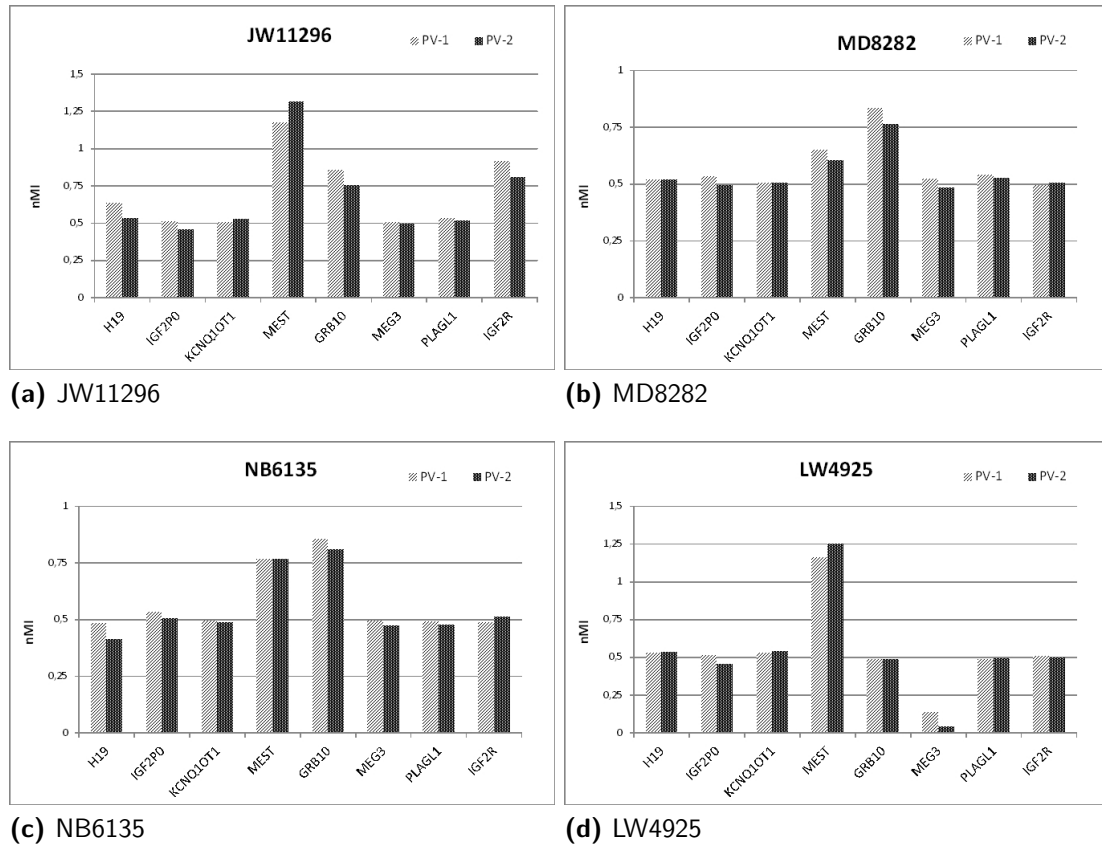 JW11296
PV-1 PV-2
1,5
1,25
1
0,75
0,5
0,25
0
nMI
H19 IGF2P0 KCNQ1OT1 MEST GRB10 MEG3 PLAGL1 IGF2R
(a) JW11296
MD8282
PV-1 PV-2
1
0,75
0,5
0,25
0
nMI
H19 IGF2P0 KCNQ1OT1 MEST GRB10 MEG3 PLAGL1 IGF2R
(b) MD8282
NB6135
PV-1 PV-2
1
0,75
0,5
0,25
0
nMI
H19 IGF2P0 KCNQ1OT1 MEST GRB10 MEG3 PLAGL1 IGF2R
(c) NB6135
LW4925
PV-1 PV-2
1,5
1,25
1
0,75
0,5
0,25
0
nMI
H19 IGF2P0 KCNQ1OT1 MEST GRB10 MEG3 PLAGL1 IGF2R
(d) LW4925